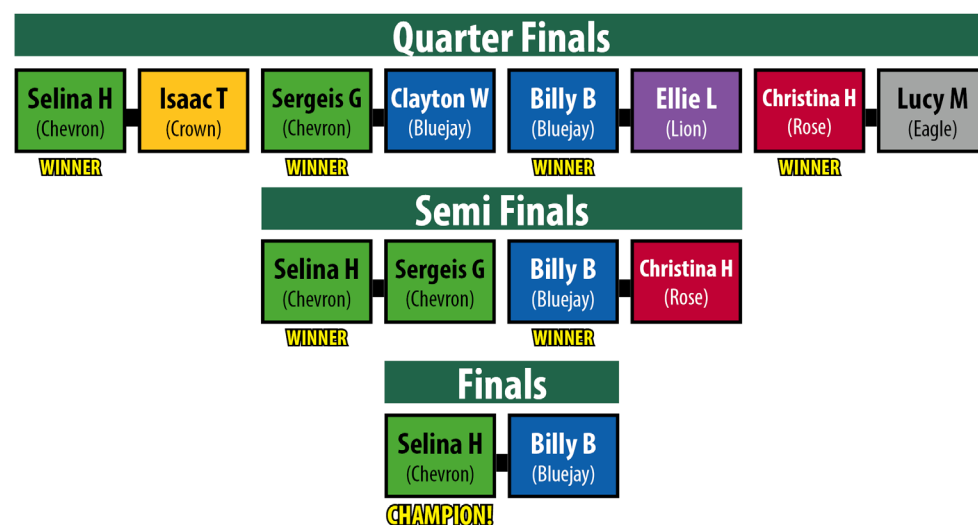 Quarter Finals
Selina H
(Chevron)
WINNER
Isaac T
(Crown)
Sergeis G
(Chevron)
WINNER
Clayton W
(Bluejay)
Billy B
(Bluejay)
WINNER
Ellie L
(Lion)
Christina H
(Rose)
WINNER
Lucy M
(Eagle)
Semi Finals
Selina H
(Chevron)
WINNER
Sergeis G
(Chevron)
Billy B
(Bluejay)
WINNER
Christina H
(Rose)
Finals
Selina H
(Chevron)
CHAMPION!
Billy B
(Bluejay)